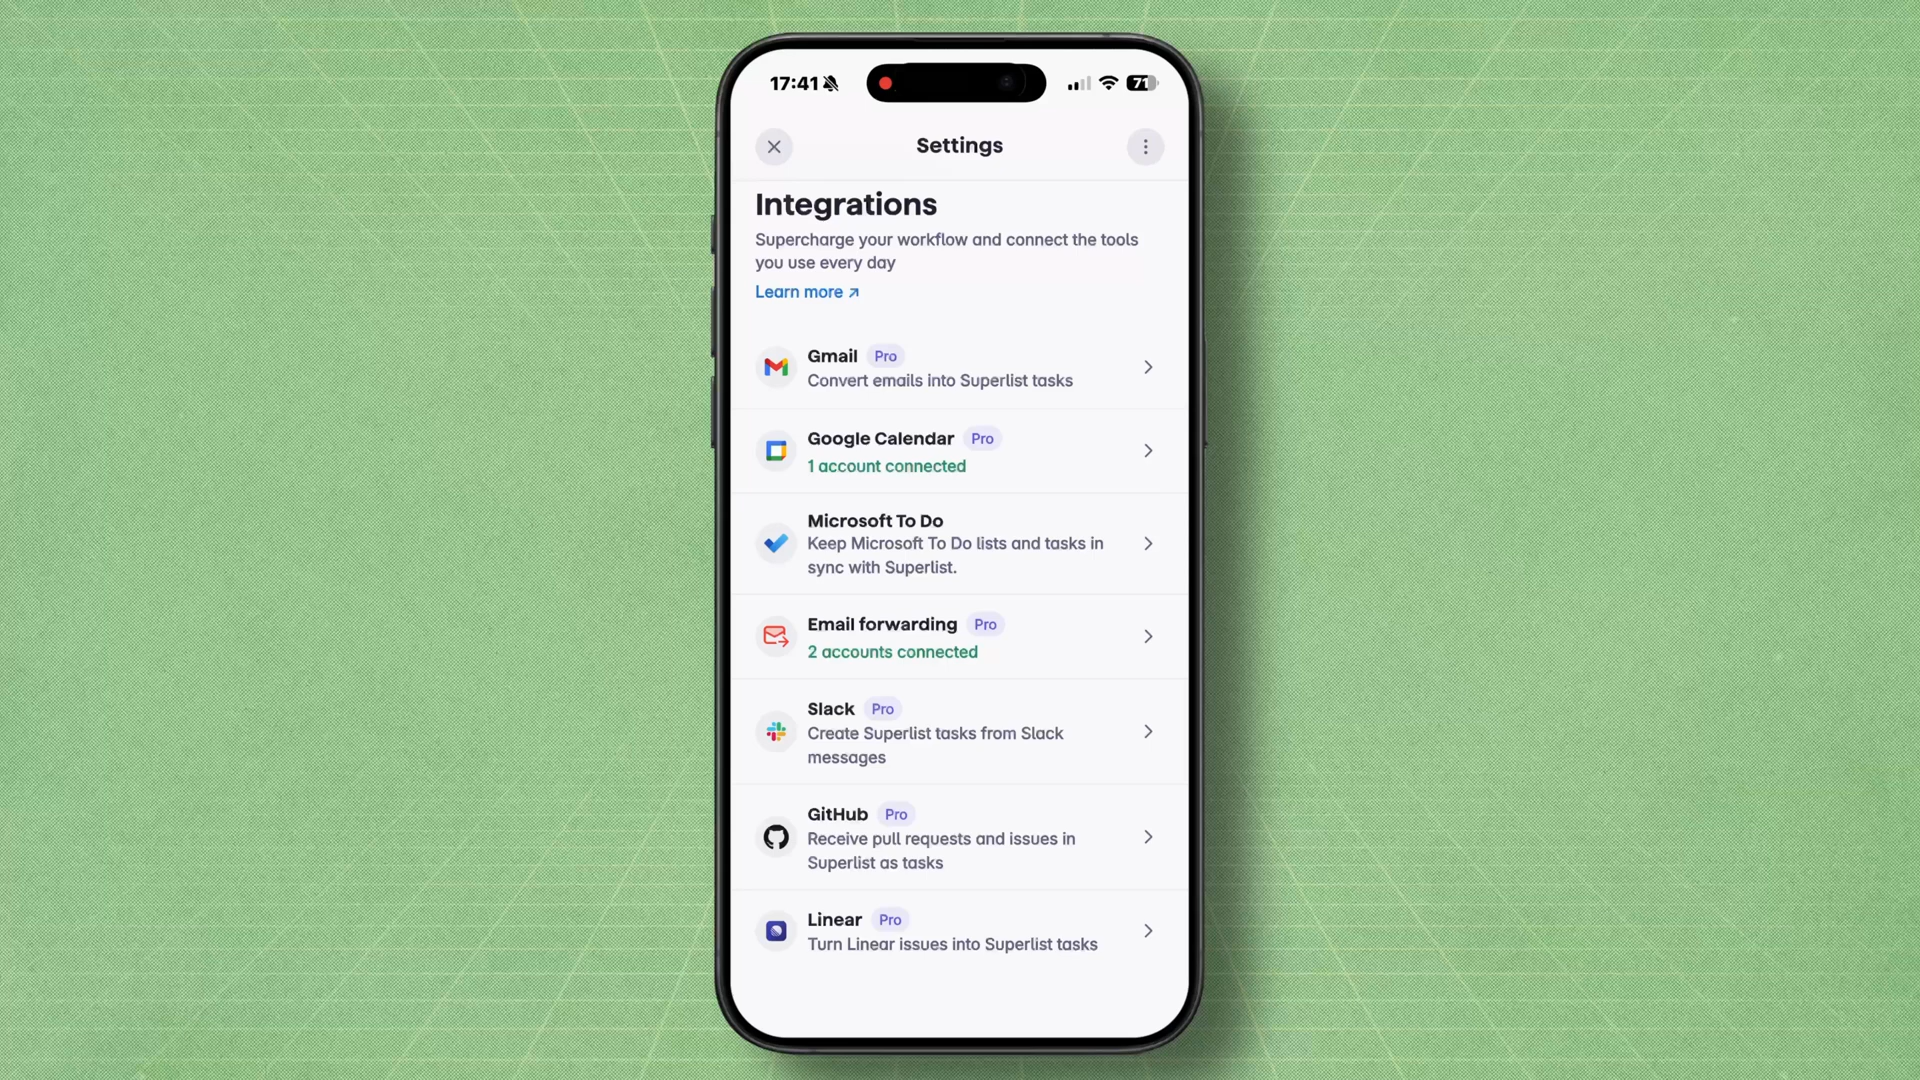 17:41
71
Settings
Integrations
Supercharge your workflow and connect the tools
you use every day
Learn more ↗
Gmail Pro
Convert emails into Superlist tasks
Google Calendar Pro
1 account connected
Microsoft To Do
Keep Microsoft To Do lists and tasks in
sync with Superlist.
Email forwarding Pro
2 accounts connected
Slack Pro
Create Superlist tasks from Slack
messages
GitHub Pro
Receive pull requests and issues in
Superlist as tasks
Linear Pro
Turn Linear issues into Superlist tasks